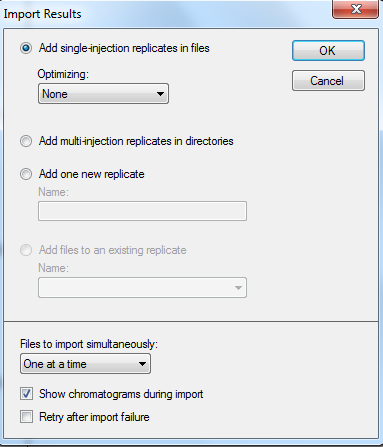 Import Results
Add single-injection replicates in files
OK
Optimizing:
Cancel
None
Add multi-injection replicates in directories
Add one new replicate
Name:
Add files to an existing replicate
Name:
Files to import simultaneously:
One at a time
Show chromatograms during import
Retry after import failure